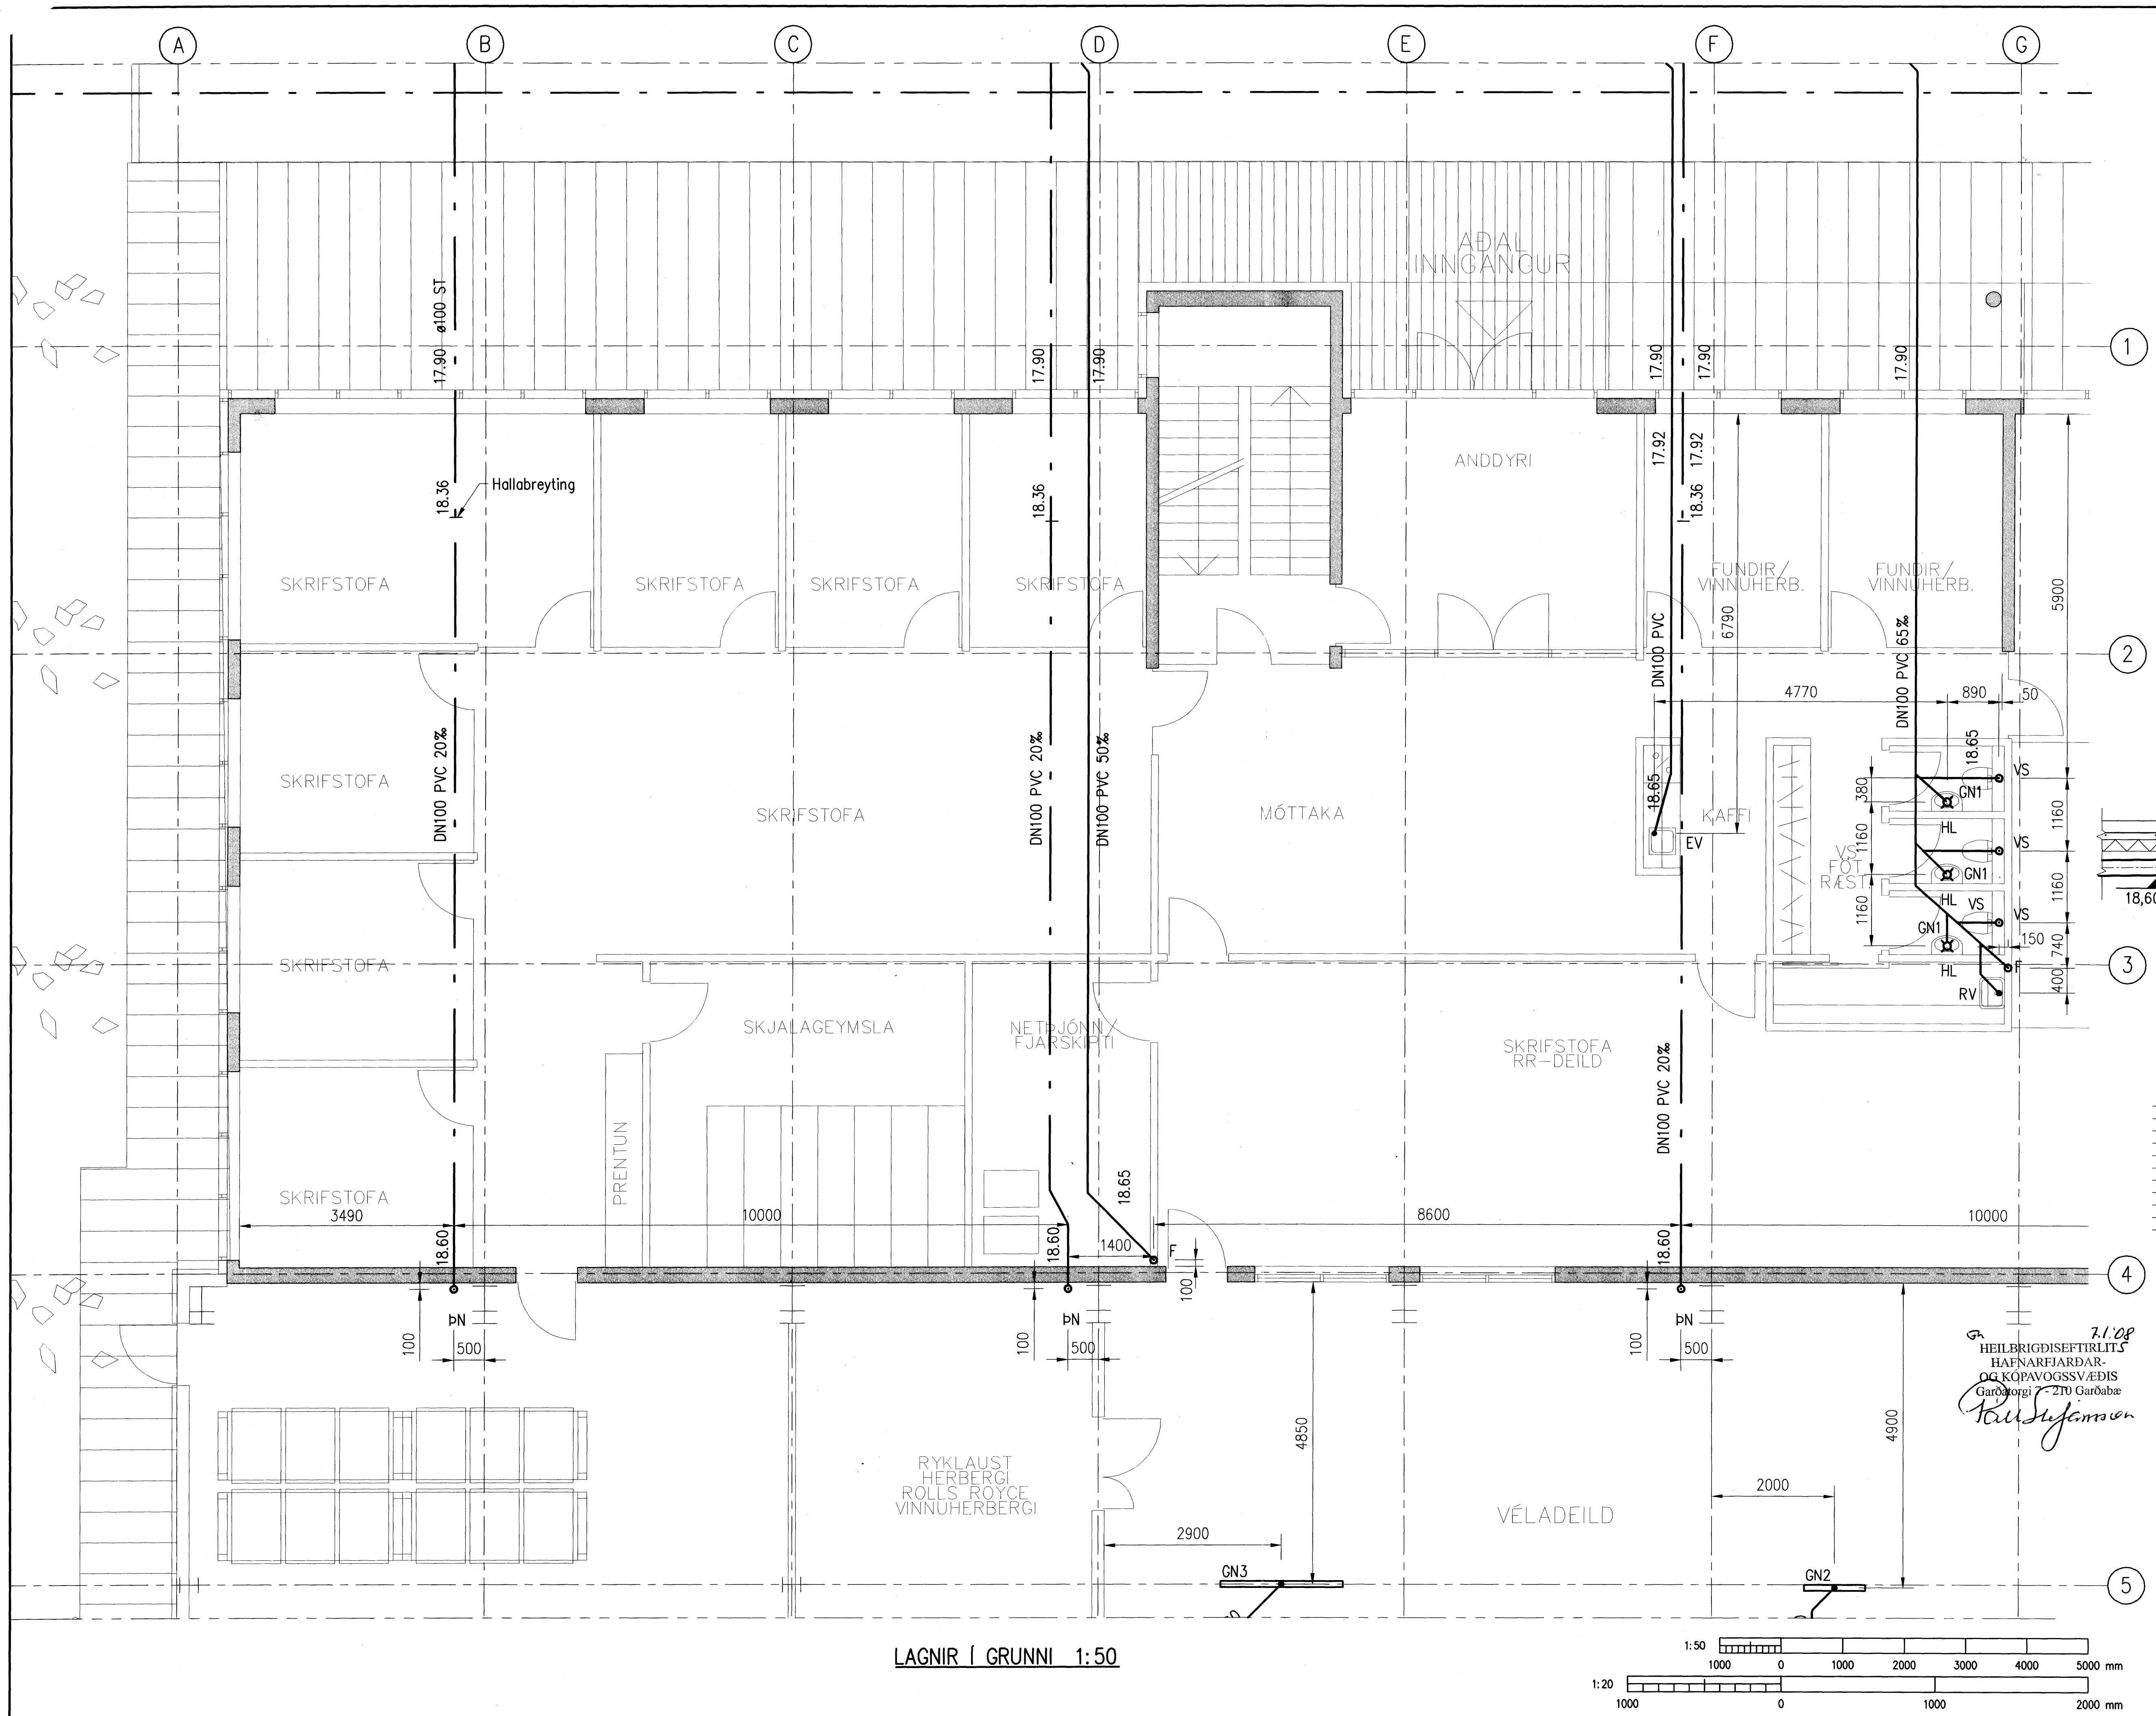 A
B
C
D
E
F
G
AÐAL
INNGANGUR
ø100 ST
17.90
17.90
17.90
17.90
17.90
17.90
1
18.36
Hallabreyting
18.36
ANDDYRI
17.92
17.92
18.36
SKRIFSTOFA
SKRIFSTOFA
SKRIFSTOFA
SKRIFSTOFA
FUNDIR/
VINNUHERB.
FUNDIR/
VINNUHERB.
6790
5900
DN100 PVC
DN100 PVC 65‰
2
4770
890
50
DN100 PVC 20‰
DN100 PVC 20‰
DN100 PVC 50‰
SKRIFSTOFA
SKRIFSTOFA
MÓTTAKA
18.65
KAFFI
EV
VS
FÖT
RÆST.
18.65
VS
GN1
HL
380
1160
1160
VS
GN1
HL
1160
1160
VS
VS
GN1
HL
150
740
400
F
RV
18,60
3
SKRIFSTOFA
SKJALAGEYMSLA
NETÞJÓNN/
FJARSKIPTI
SKRIFSTOFA
RR-DEILD
DN100 PVC 20‰
PRENTUN
SKRIFSTOFA
3490
10000
18.65
8600
10000
18.60
18.60
1400
F
18.60
4
100
ÞN
500
100
ÞN
500
100
100
ÞN
500
7.1.'08
HEILBRIGÐISEFTIRLITS
HAFNARFJARÐAR-
OG KÓPAVOGSSVÆÐIS
Garðatorgi 7 - 210 Garðabæ
4850
4900
RYKLAUST
HERBERGI
ROLLS ROYCE
VINNUHERBERGI
VÉLADEILD
2000
2900
GN3
GN2
5
LAGNIR Í GRUNNI 1:50
1:50
1000 0 1000 2000 3000 4000 5000 mm
1:20
1000 0 1000 2000 mm